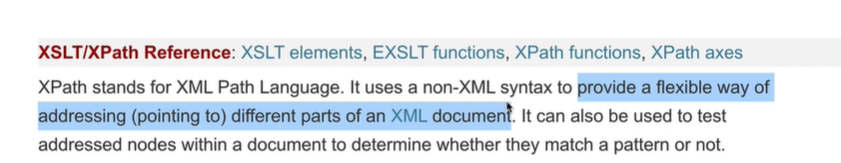 XSLT/XPath Reference: XSLT elements, EXSLT functions, XPath functions, XPath axes
XPath stands for XML Path Language. It uses a non-XML syntax to provide a flexible way of
addressing (pointing to) different parts of an XML document. It can also be used to test
addressed nodes within a document to determine whether they match a pattern or not.